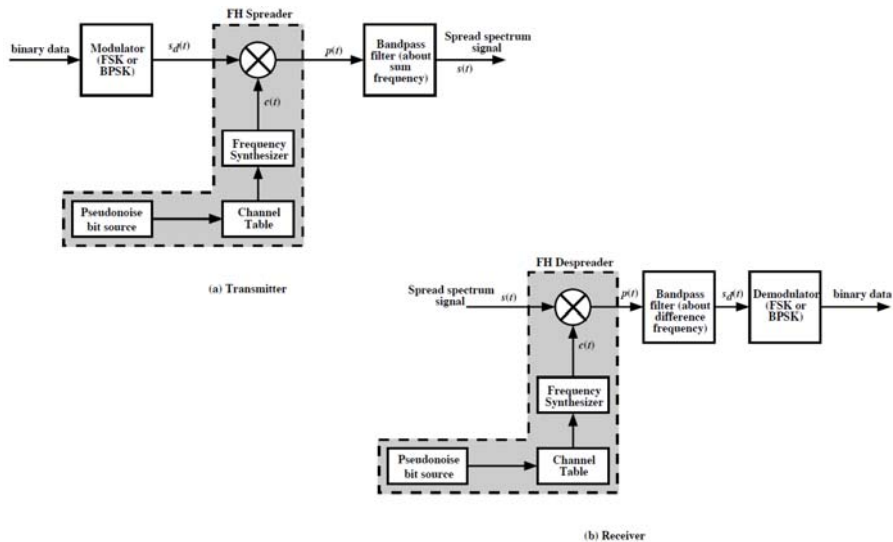 FH Spreader
binary data
Modulator
(FSK or
BPSK)
s_d(t)
p(t)
Bandpass
filter (about
sum
frequency)
Spread spectrum
signal
s(t)
c(t)
Frequency
Synthesizer
Pseudonoise
bit source
Channel
Table
(a) Transmitter
FH Despreader
Spread spectrum
signal
s(t)
p(t)
Bandpass
filter (about
difference
frequency)
s_d(t)
Demodulator
(FSK or
BPSK)
binary data
c(t)
Frequency
Synthesizer
Pseudonoise
bit source
Channel
Table
(b) Receiver